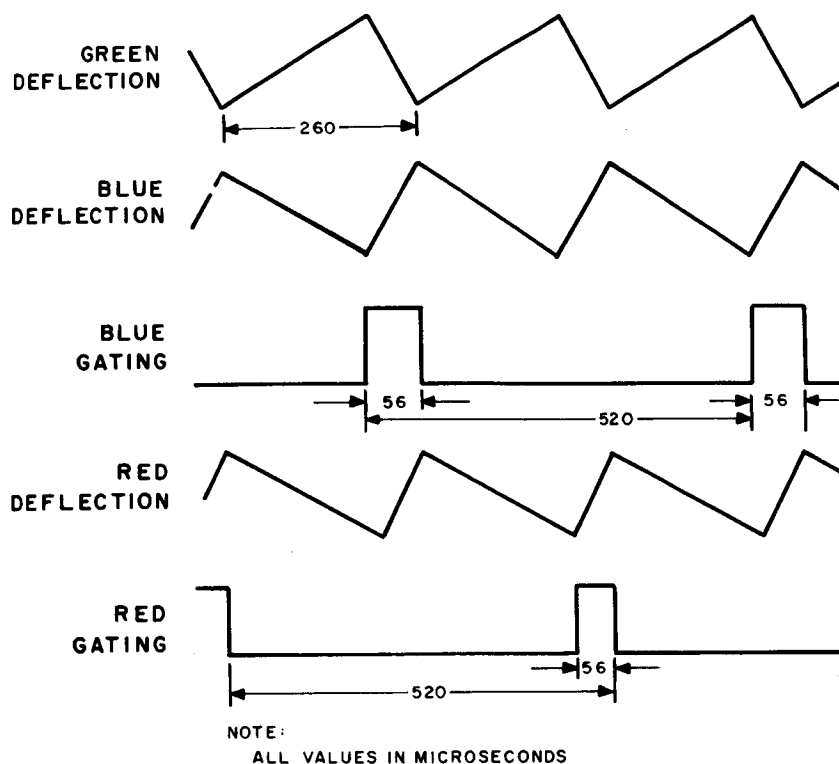 GREEN
DEFLECTION
260
BLUE
DEFLECTION
BLUE
GATING
56
56
520
RED
DEFLECTION
RED
GATING
56
520
NOTE:
ALL VALUES IN MICROSECONDS